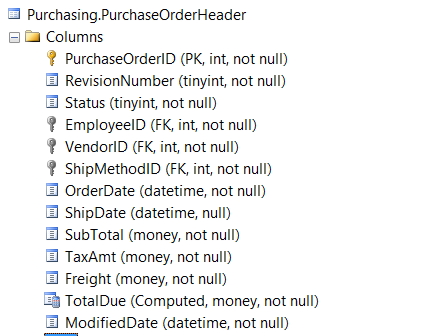 Purchasing.PurchaseOrderHeader
Columns
PurchaseOrderID (PK, int, not null)
RevisionNumber (tinyint, not null)
Status (tinyint, not null)
EmployeeID (FK, int, not null)
VendorID (FK, int, not null)
ShipMethodID (FK, int, not null)
OrderDate (datetime, not null)
ShipDate (datetime, null)
SubTotal (money, not null)
TaxAmt (money, not null)
Freight (money, not null)
TotalDue (Computed, money, not null)
ModifiedDate (datetime, not null)